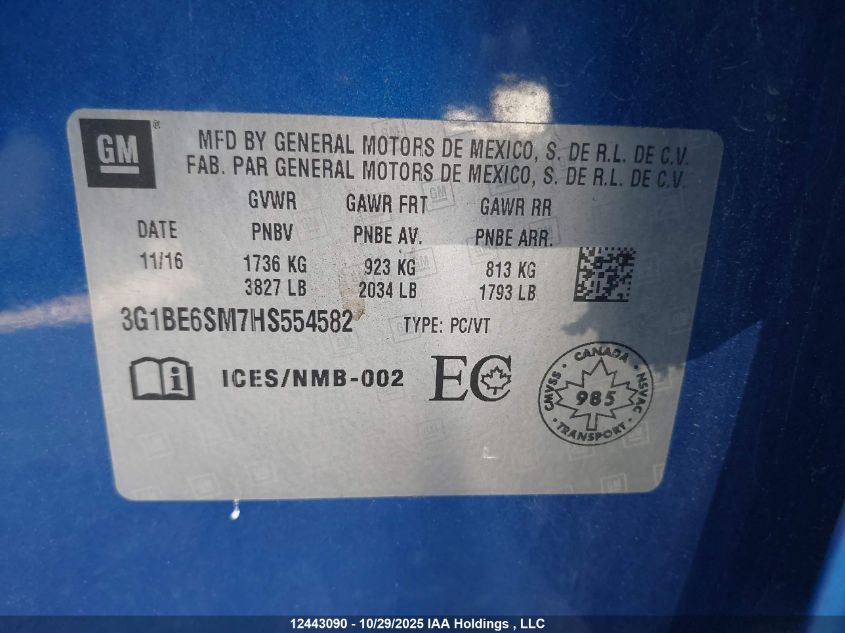 GM
MFD BY GENERAL MOTORS DE MEXICO, S. DE R.L. DE C.V.
FAB. PAR GENERAL MOTORS DE MEXICO, S. DE R.L. DE C.V.
GVWR GAWR FRT GAWR RR
DATE PNBV PNBE AV. PNBE ARR.
11/16 1736 KG 923 KG 813 KG
3827 LB 2034 LB 1793 LB
3G1BE6SM7HS554582 TYPE: PC/VT
i ICES/NMB-002 EC
CANADA
CMVSS 985 NSVAC
TRANSPORT
12443090 - 10/29/2025 IAA Holdings , LLC